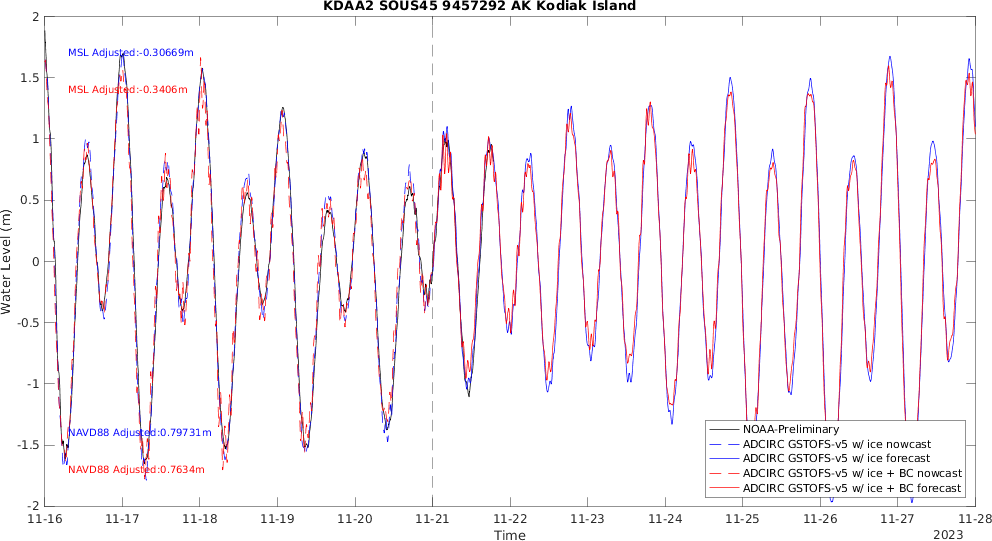 KDAA2 SOUS45 9457292 AK Kodiak Island
2
1.5
1
0.5
0
-0.5
-1
-1.5
-2
Water Level (m)
MSL Adjusted:-0.30669m
MSL Adjusted:-0.3406m
NAVD88 Adjusted:0.79731m
NAVD88 Adjusted:0.7634m
NOAA-Preliminary
ADCIRC GSTOFS-v5 w/ ice nowcast
ADCIRC GSTOFS-v5 w/ ice forecast
ADCIRC GSTOFS-v5 w/ ice + BC nowcast
ADCIRC GSTOFS-v5 w/ ice + BC forecast
11-16 11-17 11-18 11-19 11-20 11-21 11-22 11-23 11-24 11-25 11-26 11-27 11-28
Time
2023